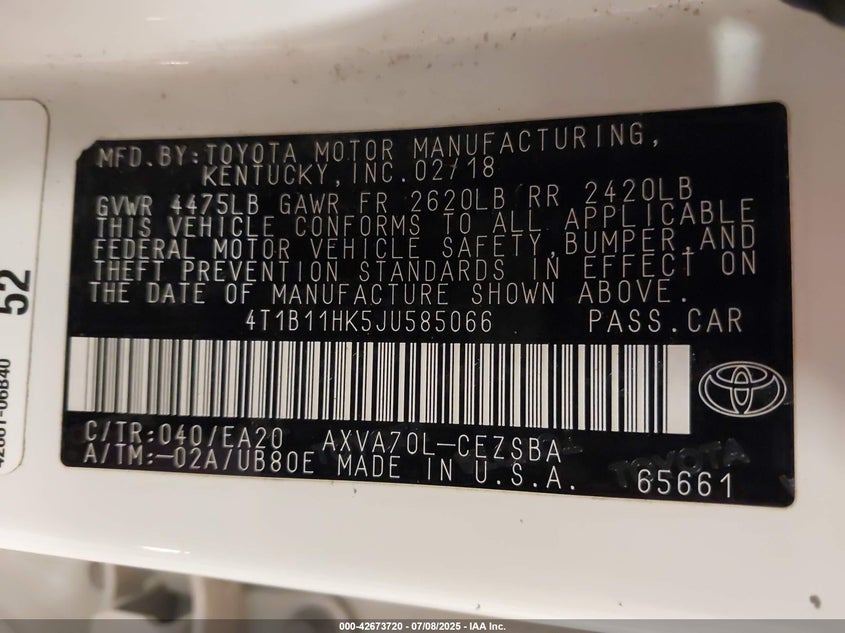 MFD.BY:TOYOTA MOTOR MANUFACTURING,
KENTUCKY,INC.02/18
GVWR 4475LB GAWR FR 2620LB RR 2420LB
THIS VEHICLE CONFORMS TO ALL APPLICABLE
FEDERAL MOTOR VEHICLE SAFETY,BUMPER,AND
THEFT PREVENTION STANDARDS IN EFFECT ON
THE DATE OF MANUFACTURE SHOWN ABOVE.
4T1B11HK5JU585066 PASS.CAR
C/TR:040/EA20 AXVA70L-CEZSBA
A/TM:-02A/UB80E MADE IN U.S.A. 65661
TOYOTA
52
000-42673720 - 07/08/2025 - IAA Inc.